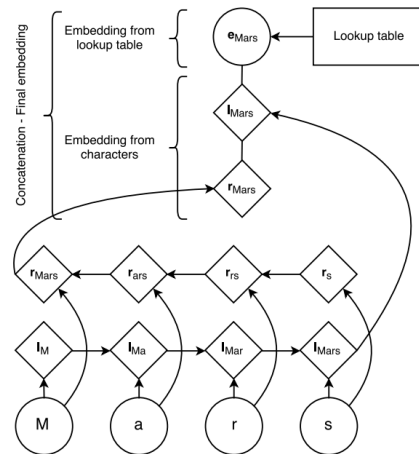 Concatenation - Final embedding
Embedding from
lookup table
e_Mars
Lookup table
l_Mars
Embedding from
characters
r_Mars
r_Mars
r_ars
r_rs
r_s
l_M
l_Ma
l_Mar
l_Mars
M
a
r
s